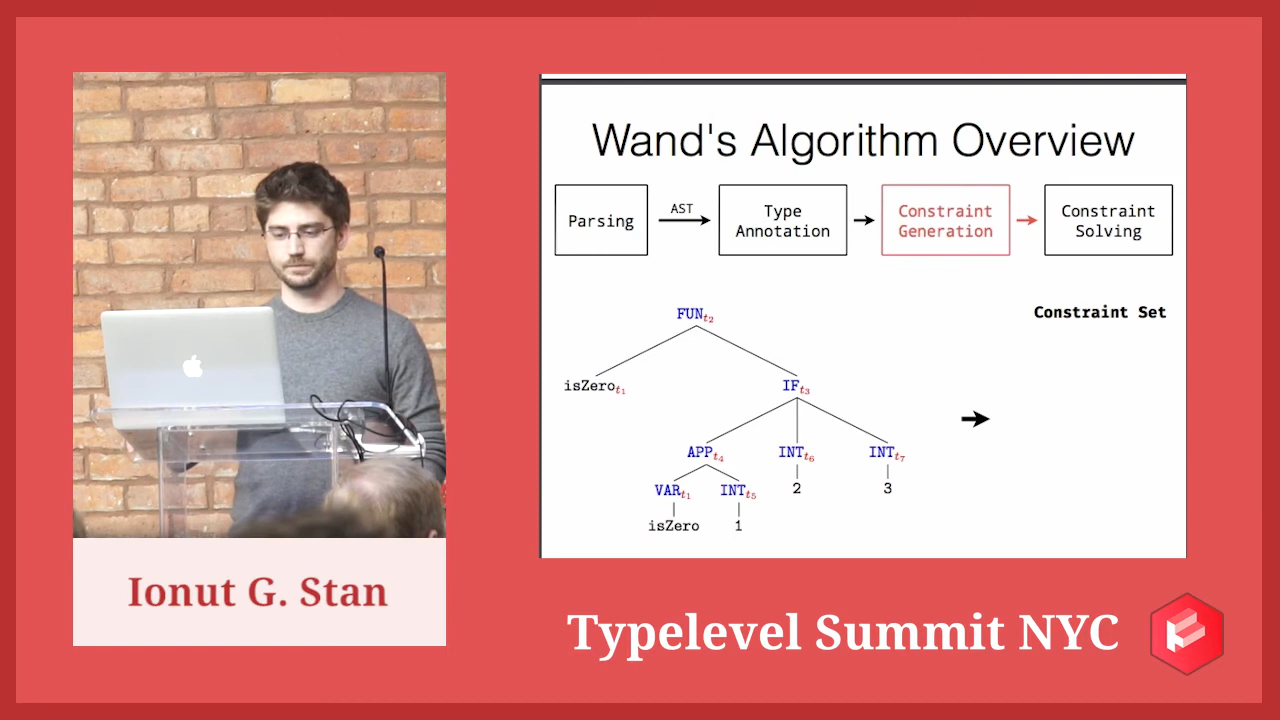 Wand's Algorithm Overview
Parsing
AST
Type
Annotation
Constraint
Generation
Constraint
Solving
Constraint Set
FUNt2
isZerot1
IFt3
APPt4
INTt6
INTt7
VARt1
INTt5
2
3
isZero
1
Ionut G. Stan
Typelevel Summit NYC